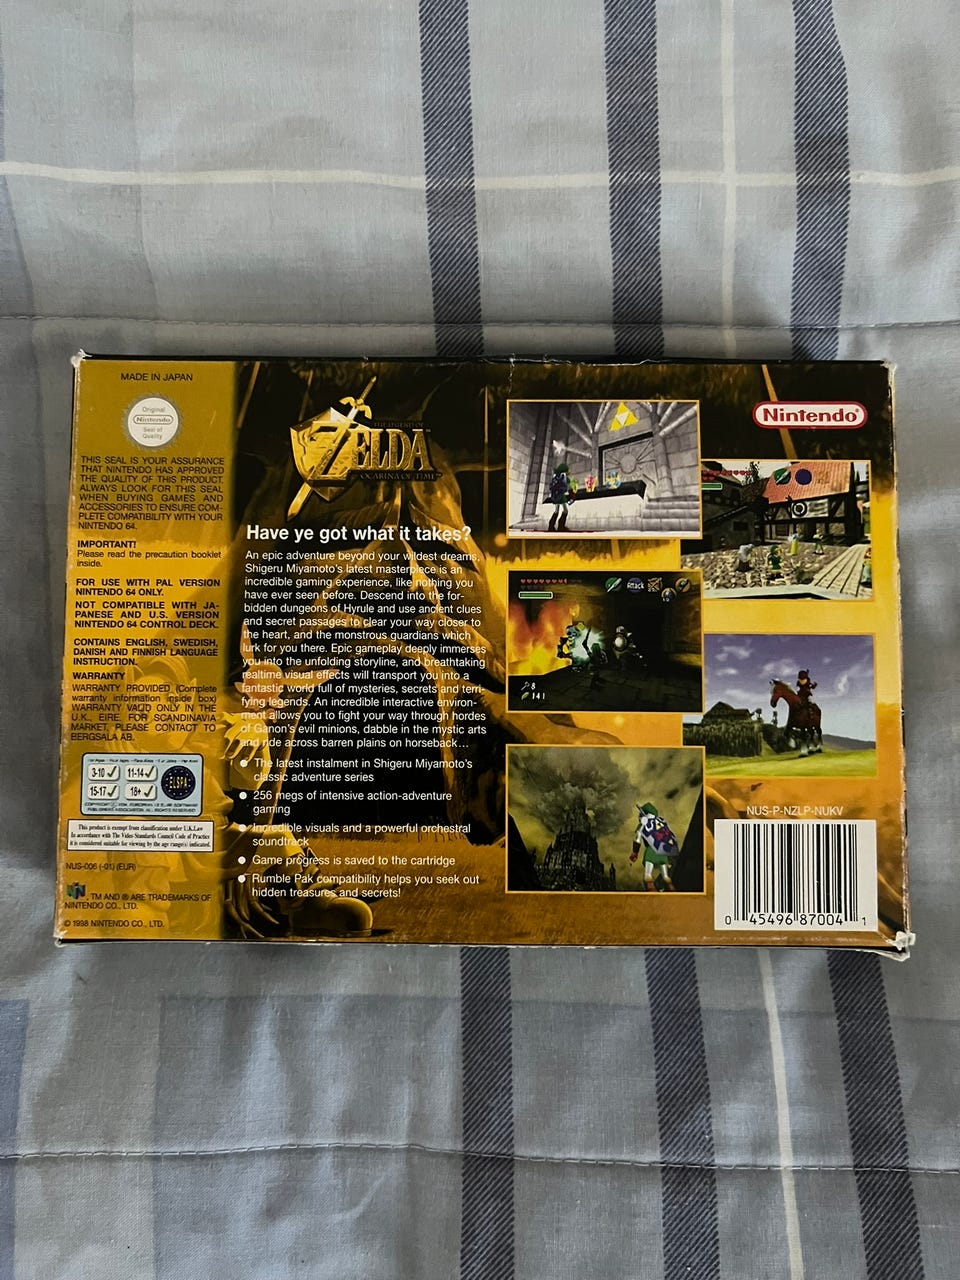 MADE IN JAPAN
Original
Nintendo
Seal of
Quality
THIS SEAL IS YOUR ASSURANCE
THAT NINTENDO HAS APPROVED
THE QUALITY OF THIS PRODUCT.
ALWAYS LOOK FOR THIS SEAL
WHEN BUYING GAMES AND
ACCESSORIES TO ENSURE COM-
PLETE COMPATIBILITY WITH YOUR
NINTENDO 64.
IMPORTANT!
Please read the precaution booklet
inside.
FOR USE WITH PAL VERSION
NINTENDO 64 ONLY.
NOT COMPATIBLE WITH JA-
PANESE AND U.S. VERSION
NINTENDO 64 CONTROL DECK.
CONTAINS ENGLISH, SWEDISH,
DANISH AND FINNISH LANGUAGE
INSTRUCTION.
WARRANTY
WARRANTY PROVIDED (Complete
warranty information inside box)
WARRANTY VALID ONLY IN THE
U.K., EIRE. FOR SCANDINAVIA
MARKET, PLEASE CONTACT TO
BERGSALA AB.
3-10 11-14
15-17 18+
ELSPA
This product is exempt from classification under U.K.Law
In accordance with The Video Standards Council Code of Practice
it is considered suitable for viewing by the age range(s) indicated.
NUS-006 (-01) (EUR)
, TM AND ® ARE TRADEMARKS OF
NINTENDO CO., LTD.
© 1998 NINTENDO CO., LTD.
THE LEGEND OF
ZELDA
OCARINA OF TIME
Have ye got what it takes?
An epic adventure beyond your wildest dreams,
Shigeru Miyamoto's latest masterpiece is an
incredible gaming experience, like nothing you
have ever seen before. Descend into the for-
bidden dungeons of Hyrule and use ancient clues
and secret passages to clear your way closer to
the heart, and the monstrous guardians which
lurk for you there. Epic gameplay deeply immerses
you into the unfolding storyline, and breathtaking
realtime visual effects will transport you into a
fantastic world full of mysteries, secrets and terri-
fying legends. An incredible interactive environ-
ment allows you to fight your way through hordes
of Ganon's evil minions, dabble in the mystic arts
and ride across barren plains on horseback...
● The latest instalment in Shigeru Miyamoto's
classic adventure series
● 256 megs of intensive action-adventure
gaming
● Incredible visuals and a powerful orchestral
soundtrack
● Game progress is saved to the cartridge
● Rumble Pak compatibility helps you seek out
hidden treasures and secrets!
Nintendo®
Attack
8
141
NUS-P-NZLP-NUKV
0 45496 87004 1